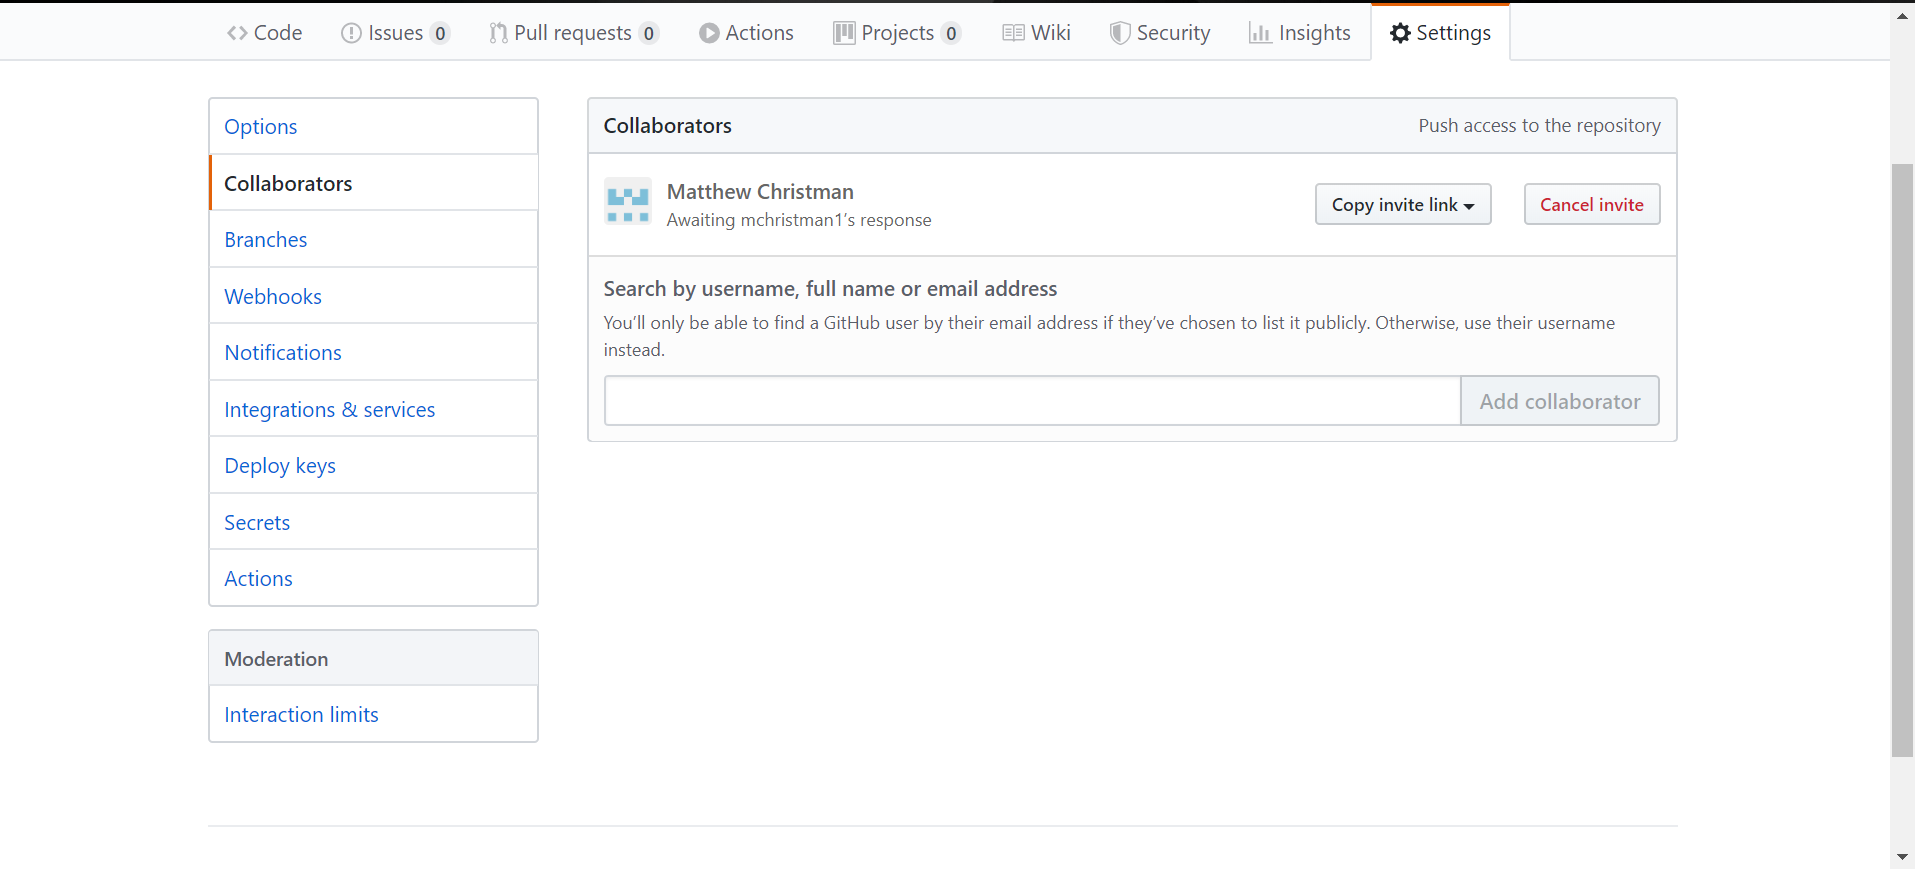 Code Issues 0 Pull requests 0 Actions Projects 0 Wiki Security Insights Settings
Options
Collaborators
Branches
Webhooks
Notifications
Integrations & services
Deploy keys
Secrets
Actions
Moderation
Interaction limits
Collaborators Push access to the repository
Matthew Christman
Awaiting mchristman1’s response
Copy invite link Cancel invite
Search by username, full name or email address
You’ll only be able to find a GitHub user by their email address if they’ve chosen to list it publicly. Otherwise, use their username
instead.
Add collaborator